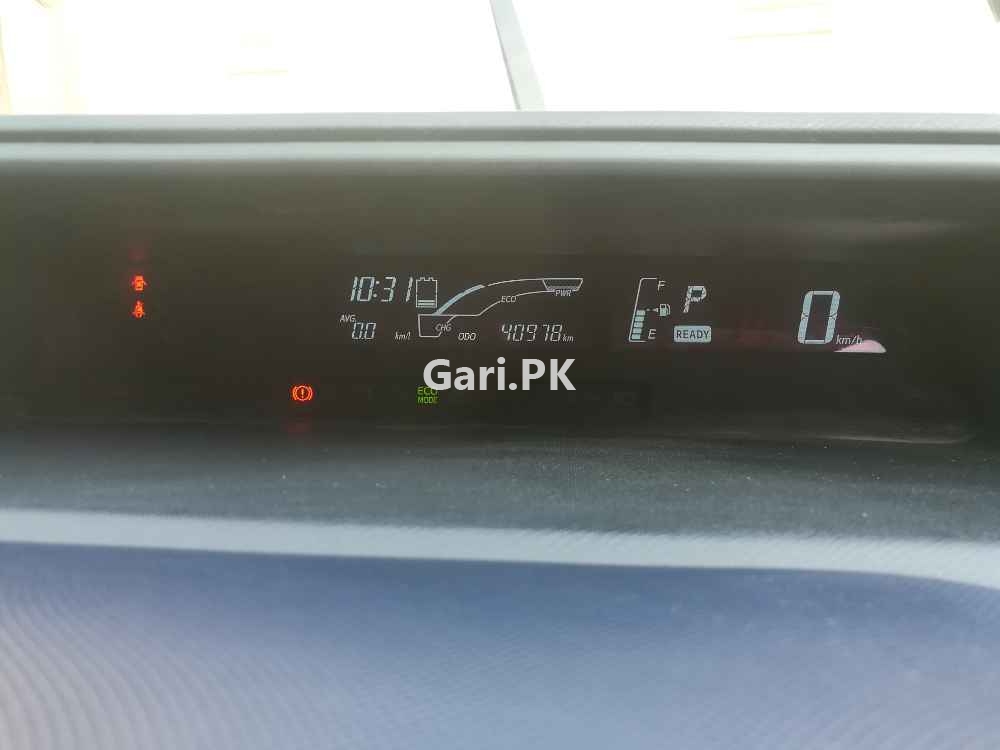 10:31
AVG.
0.0 km/l
CHG
ECO
PWR
ODO 40978 km
F
E
P
READY
0 km/h
ECO
MODE
Gari.PK